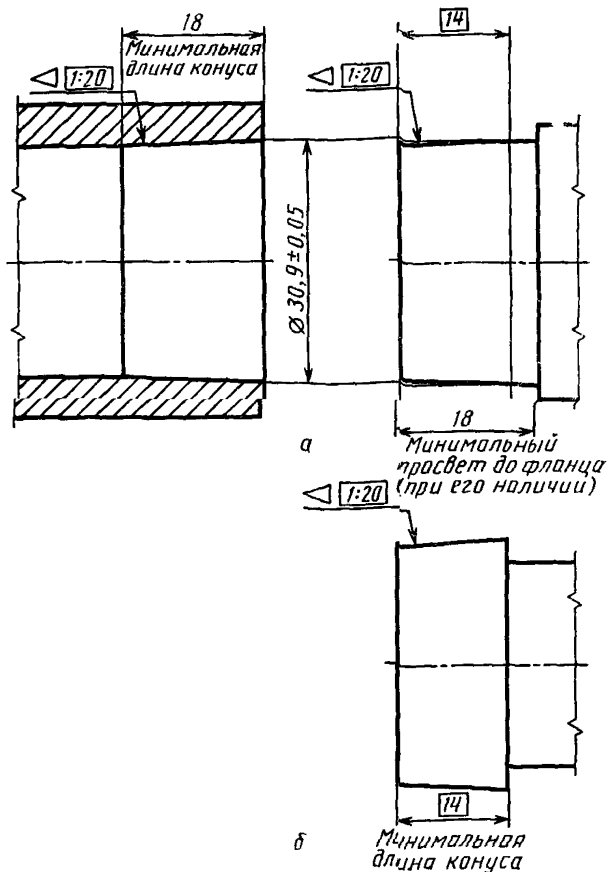 18
Минимальная
длина конуса
1:20
14
1:20
Ø 30,9±0,05
18
а
Минимальный
просвет до фланца
(при его наличии)
1:20
14
б
Минимальная
длина конуса